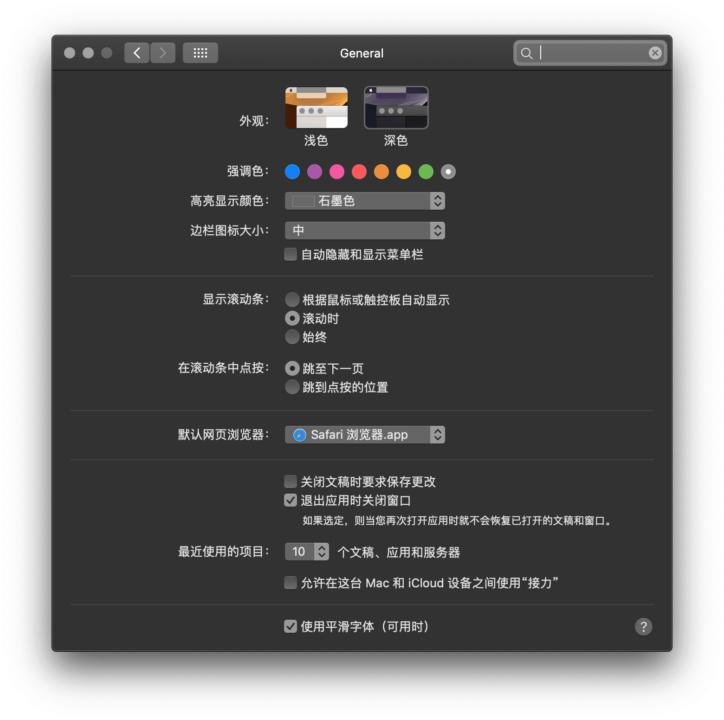 General
外观：
浅色
深色
强调色：
高亮显示颜色：
石墨色
边栏图标大小：
中
自动隐藏和显示菜单栏
显示滚动条：
根据鼠标或触控板自动显示
滚动时
始终
在滚动条中点按：
跳至下一页
跳到点按的位置
默认网页浏览器：
Safari 浏览器.app
关闭文稿时要求保存更改
退出应用时关闭窗口
如果选定，则当您再次打开应用时就不会恢复已打开的文稿和窗口。
最近使用的项目：
10 个文稿、应用和服务器
允许在这台 Mac 和 iCloud 设备之间使用“接力”
使用平滑字体（可用时）
?